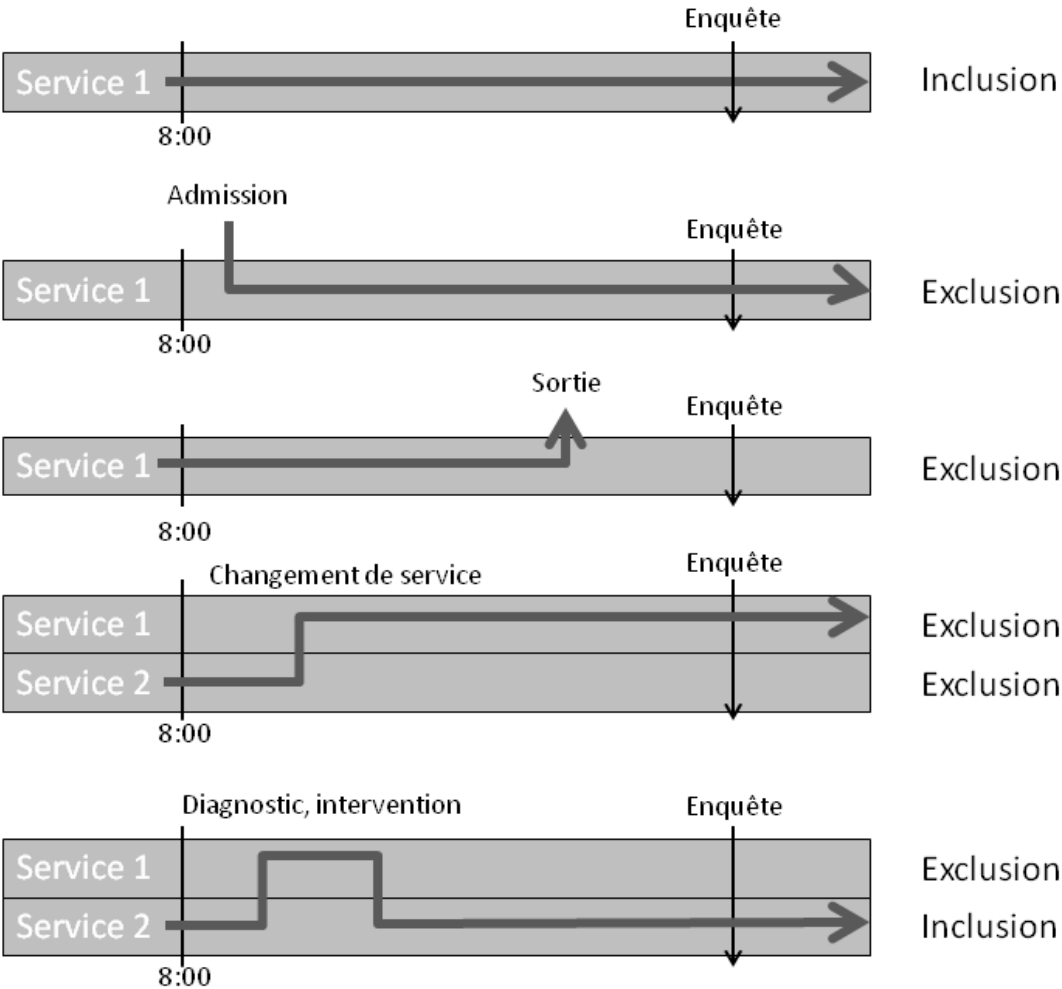 Enquête
Service 1 Inclusion
8:00
Admission
Enquête
Service 1 Exclusion
8:00
Sortie
Enquête
Service 1 Exclusion
8:00
Enquête
Changement de service
Service 1 Exclusion
Service 2 Exclusion
8:00
Diagnostic, intervention Enquête
Service 1 Exclusion
Service 2 Inclusion
8:00